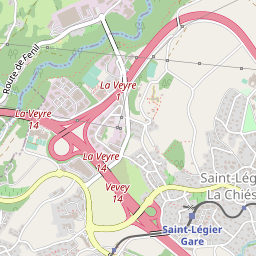 Route de Fenil
La Veyre
1
La Veyre
14
La Veyre
14
Vevey
14
Saint-Lég
La Chiés
Saint-Légier
Gare